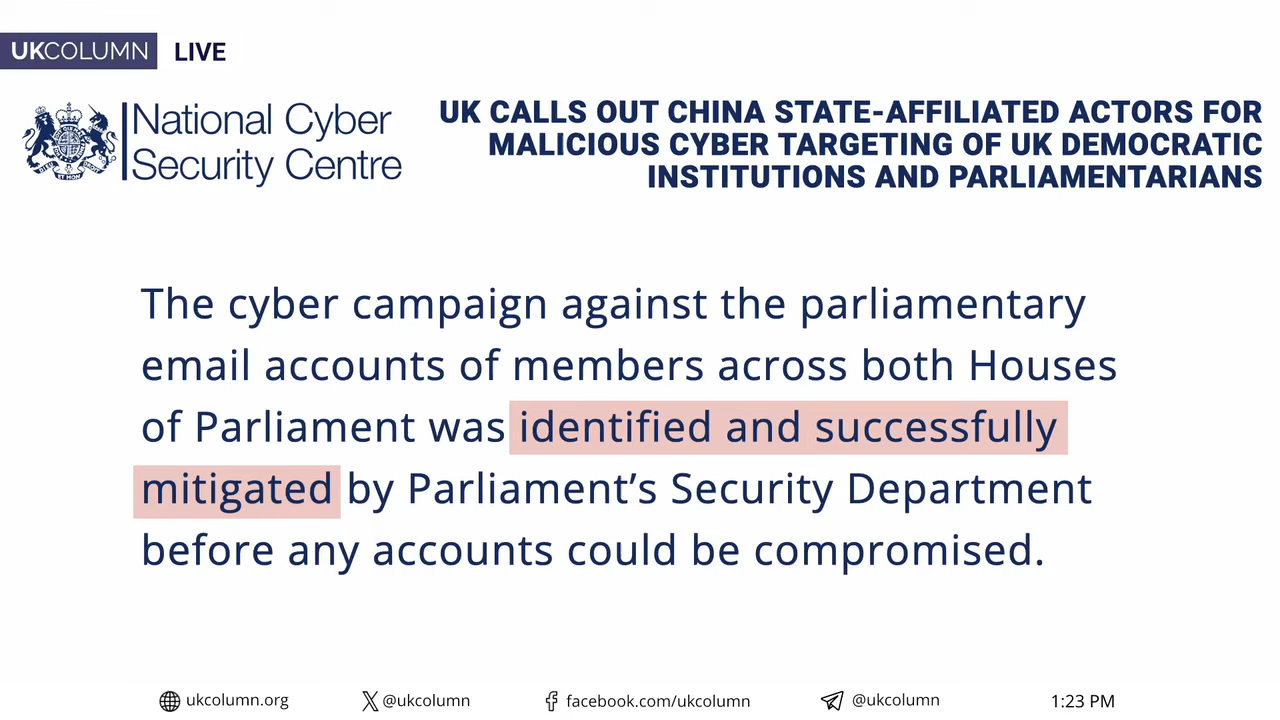 UKCOLUMN LIVE
National Cyber
Security Centre
UK CALLS OUT CHINA STATE-AFFILIATED ACTORS FOR
MALICIOUS CYBER TARGETING OF UK DEMOCRATIC
INSTITUTIONS AND PARLIAMENTARIANS
The cyber campaign against the parliamentary
email accounts of members across both Houses
of Parliament was identified and successfully
mitigated by Parliament’s Security Department
before any accounts could be compromised.
ukcolumn.org @ukcolumn facebook.com/ukcolumn @ukcolumn 1:23 PM